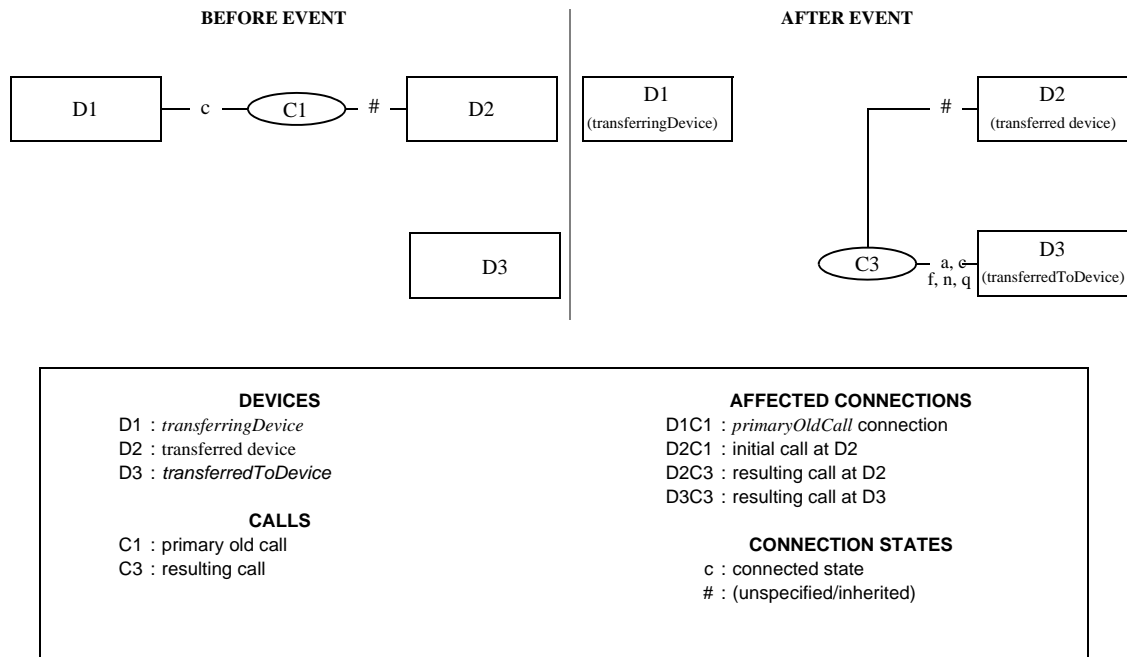 BEFORE EVENT
AFTER EVENT
D1
c
C1
#
D2
D3
D1
(transferringDevice)
#
D2
(transferred device)
C3
a, c
f, n, q
D3
(transferredToDevice)
DEVICES
D1 : transferringDevice
D2 : transferred device
D3 : transferredToDevice
CALLS
C1 : primary old call
C3 : resulting call
AFFECTED CONNECTIONS
D1C1 : primaryOldCall connection
D2C1 : initial call at D2
D2C3 : resulting call at D2
D3C3 : resulting call at D3
CONNECTION STATES
c : connected state
# : (unspecified/inherited)